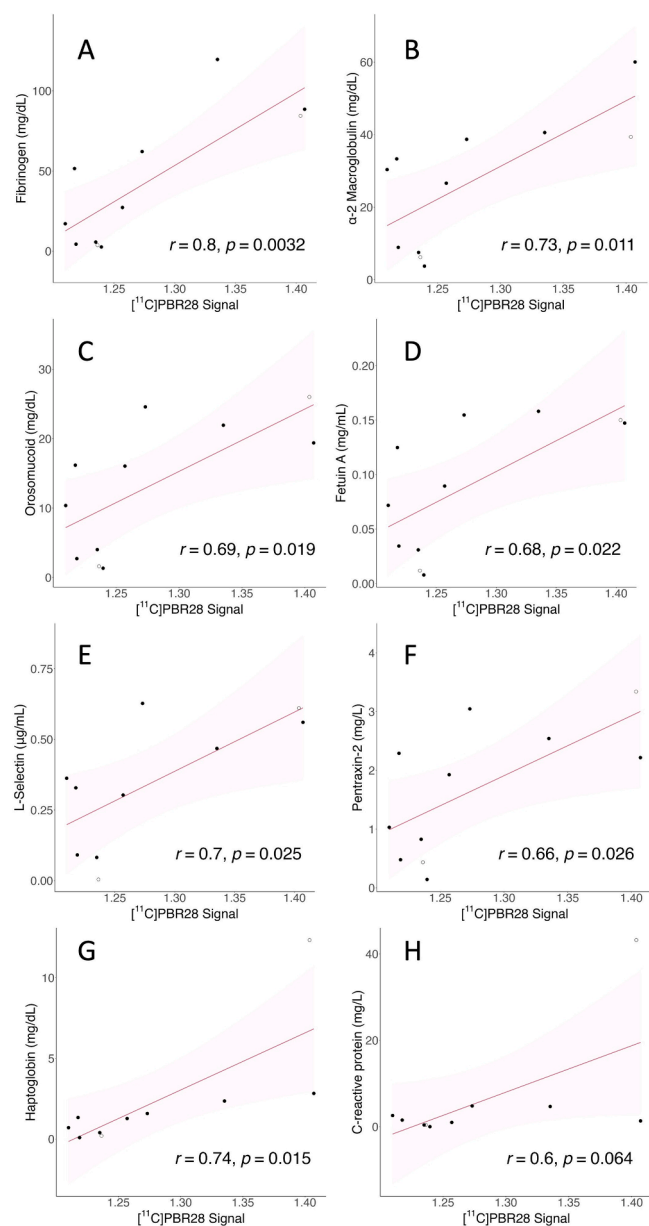 A
Fibrinogen (mg/dL)
100
50
0
r = 0.8, p = 0.0032
1.25 1.30 1.35 1.40
[¹¹C]PBR28 Signal
B
α-2 Macroglobulin (mg/dL)
60
40
20
0
r = 0.73, p = 0.011
1.25 1.30 1.35 1.40
[¹¹C]PBR28 Signal
C
Orosomucoid (mg/dL)
30
20
10
0
r = 0.69, p = 0.019
1.25 1.30 1.35 1.40
[¹¹C]PBR28 Signal
D
Fetuin A (mg/mL)
0.20
0.15
0.10
0.05
0.00
r = 0.68, p = 0.022
1.25 1.30 1.35 1.40
[¹¹C]PBR28 Signal
E
L-Selectin (µg/mL)
0.75
0.50
0.25
0.00
r = 0.7, p = 0.025
1.25 1.30 1.35 1.40
[¹¹C]PBR28 Signal
F
Pentraxin-2 (mg/L)
4
3
2
1
0
r = 0.66, p = 0.026
1.25 1.30 1.35 1.40
[¹¹C]PBR28 Signal
G
Haptoglobin (mg/dL)
10
5
0
r = 0.74, p = 0.015
1.25 1.30 1.35 1.40
[¹¹C]PBR28 Signal
H
C-reactive protein (mg/L)
40
20
0
r = 0.6, p = 0.064
1.25 1.30 1.35 1.40
[¹¹C]PBR28 Signal